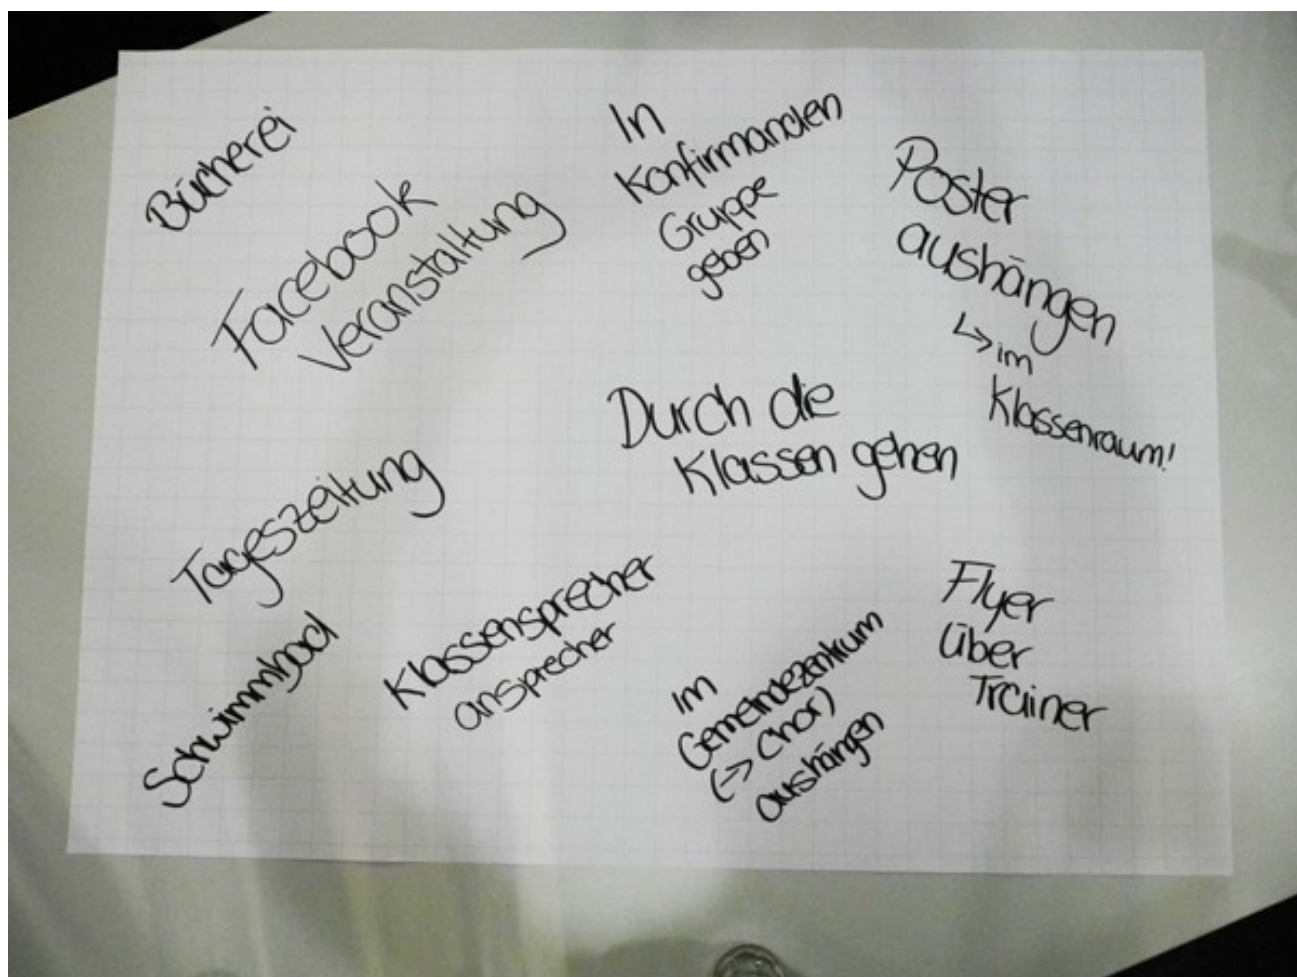 Bücherei
Facebook
Veranstaltung
In
Konfirmanden
Gruppe
geben
Poster
aushängen
↳ im
Klassenraum!
Durch die
Klassen gehen
Tageszeitung
Schwimmbad
Klassensprecher
ansprecher
im
Gemeindezentrum
(-> Chor)
aushängen
Flyer
über
Trainer